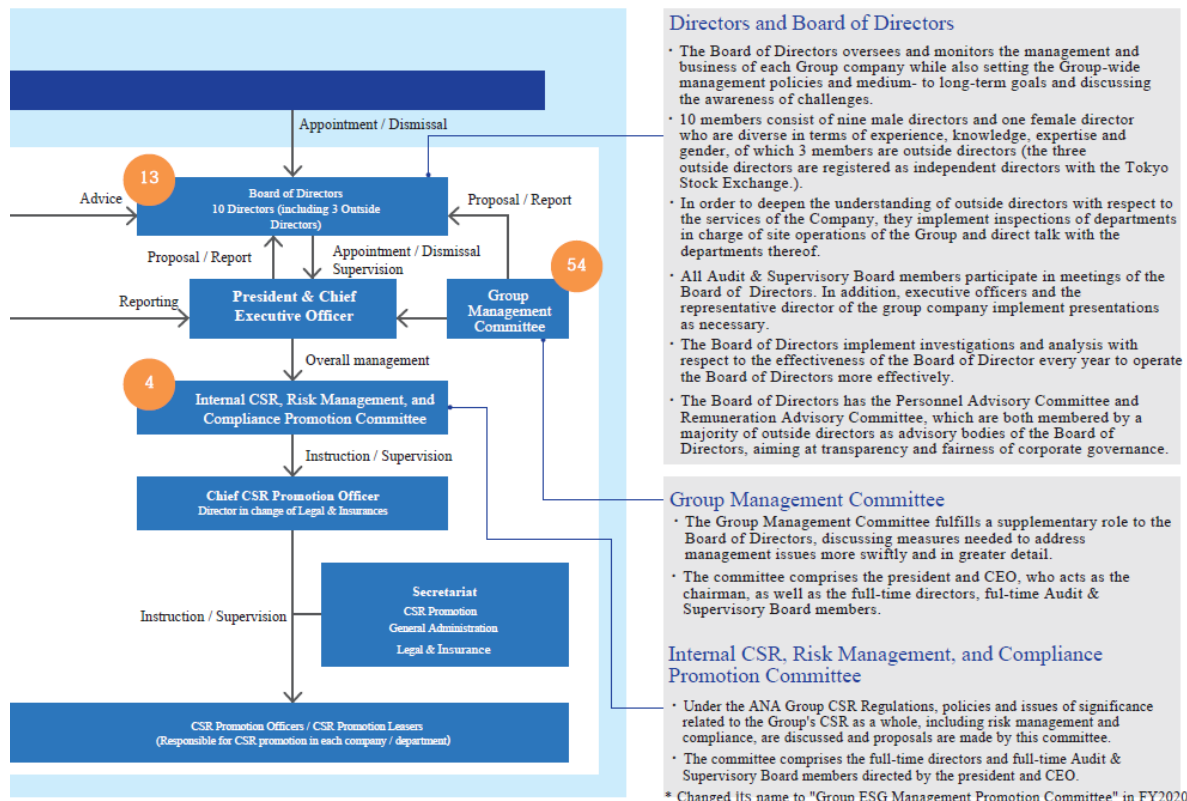 Appointment / Dismissal
13
Board of Directors
10 Directors (including 3 Outside
Directors)
Advice
Proposal / Report
Proposal / Report
Appointment / Dismissal
Supervision
54
Reporting
President & Chief
Executive Officer
Group
Management
Committee
Overall management
4
Internal CSR, Risk Management, and
Compliance Promotion Committee
Instruction / Supervision
Chief CSR Promotion Officer
Director in change of Legal & Insurances
Secretariat
CSR Promotion
General Administration
Legal & Insurance
Instruction / Supervision
CSR Promotion Officers / CSR Promotion Leasers
(Responsible for CSR promotion in each company / department)
Directors and Board of Directors
・The Board of Directors oversees and monitors the management and
business of each Group company while also setting the Group-wide
management policies and medium- to long-term goals and discussing
the awareness of challenges.
・10 members consist of nine male directors and one female director
who are diverse in terms of experience, knowledge, expertise and
gender, of which 3 members are outside directors (the three
outside directors are registered as independent directors with the Tokyo
Stock Exchange.).
・In order to deepen the understanding of outside directors with respect to
the services of the Company, they implement inspections of departments
in charge of site operations of the Group and direct talk with the
departments thereof.
・All Audit & Supervisory Board members participate in meetings of the
Board of Directors. In addition, executive officers and the
representative director of the group company implement presentations
as necessary.
・The Board of Directors implement investigations and analysis with
respect to the effectiveness of the Board of Director every year to operate
the Board of Directors more effectively.
・The Board of Directors has the Personnel Advisory Committee and
Remuneration Advisory Committee, which are both membered by a
majority of outside directors as advisory bodies of the Board of
Directors, aiming at transparency and fairness of corporate governance.
Group Management Committee
・The Group Management Committee fulfills a supplementary role to the
Board of Directors, discussing measures needed to address
management issues more swiftly and in greater detail.
・The committee comprises the president and CEO, who acts as the
chairman, as well as the full-time directors, ful-time Audit &
Supervisory Board members.
Internal CSR, Risk Management, and Compliance
Promotion Committee
・Under the ANA Group CSR Regulations, policies and issues of significance
related to the Group's CSR as a whole, including risk management and
compliance, are discussed and proposals are made by this committee.
・The committee comprises the full-time directors and full-time Audit &
Supervisory Board members directed by the president and CEO.
* Changed its name to "Group ESG Management Promotion Committee" in FY2020